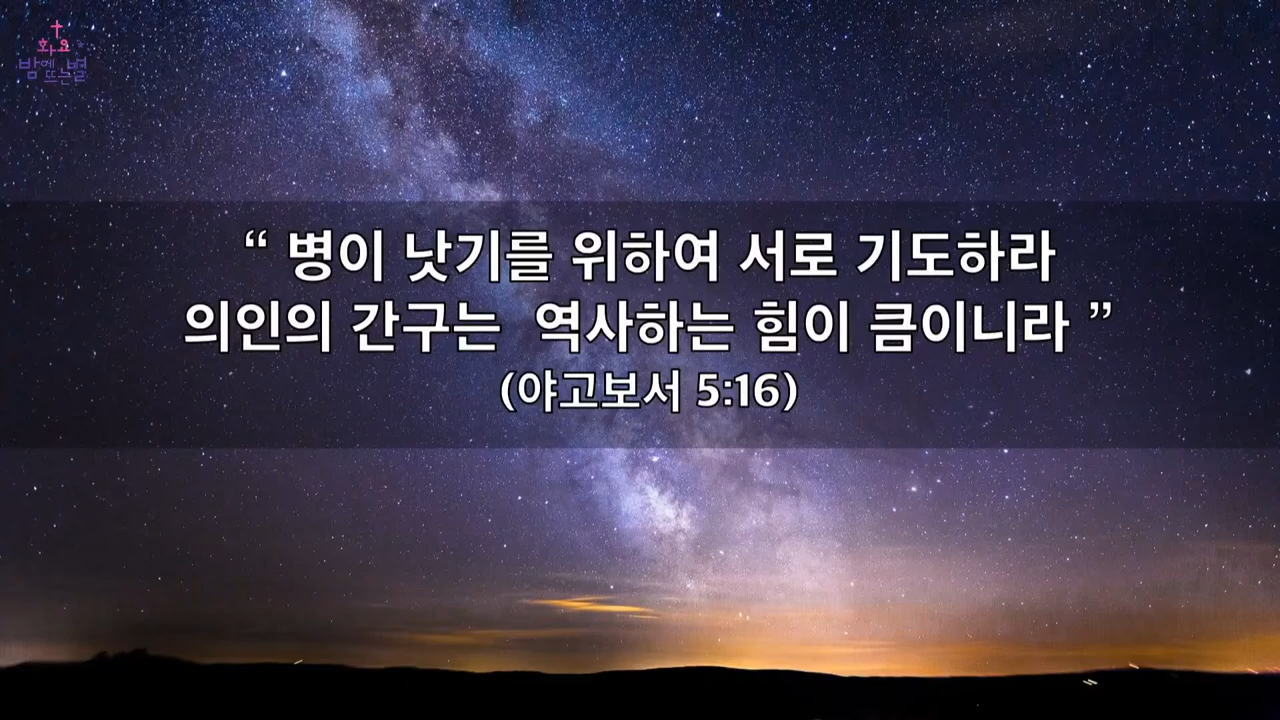 화요
밤에 뜨는 별
“ 병이 낫기를 위하여 서로 기도하라
의인의 간구는 역사하는 힘이 큼이니라 ”
(야고보서 5:16)